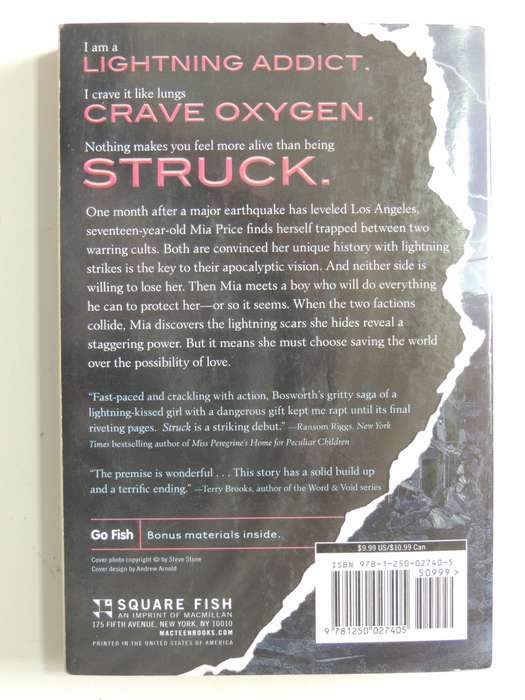 I am a
LIGHTNING ADDICT.
I crave it like lungs
CRAVE OXYGEN.
Nothing makes you feel more alive than being
STRUCK.
One month after a major earthquake has leveled Los Angeles,
seventeen-year-old Mia Price finds herself trapped between two
warring cults. Both are convinced her unique history with lightning
strikes is the key to their apocalyptic vision. And neither side is
willing to lose her. Then Mia meets a boy who will do everything
he can to protect her—or so it seems. When the two factions
collide, Mia discovers the lightning scars she hides reveal a
staggering power. But it means she must choose saving the world
over the possibility of love.
"Fast-paced and crackling with action, Bosworth's gritty saga of a
lightning-kissed girl with a dangerous gift kept me rapt until its final
riveting pages. Struck is a striking debut." —Ransom Riggs, New York
Times bestselling author of Miss Peregrine's Home for Peculiar Children
"The premise is wonderful . . . This story has a solid build up
and a terrific ending." —Terry Brooks, author of the Word & Void series
Go Fish Bonus materials inside.
Cover photo copyright © by Steve Stone
Cover design by Andrew Arnold
SQUARE FISH
AN IMPRINT OF MACMILLAN
175 FIFTH AVENUE, NEW YORK, NY 10010
MACTEENBOOKS.COM
PRINTED IN THE UNITED STATES OF AMERICA
$9.99 US/$10.99 Can
ISBN 978-1-250-02740-5
50999>
9 781250 027405